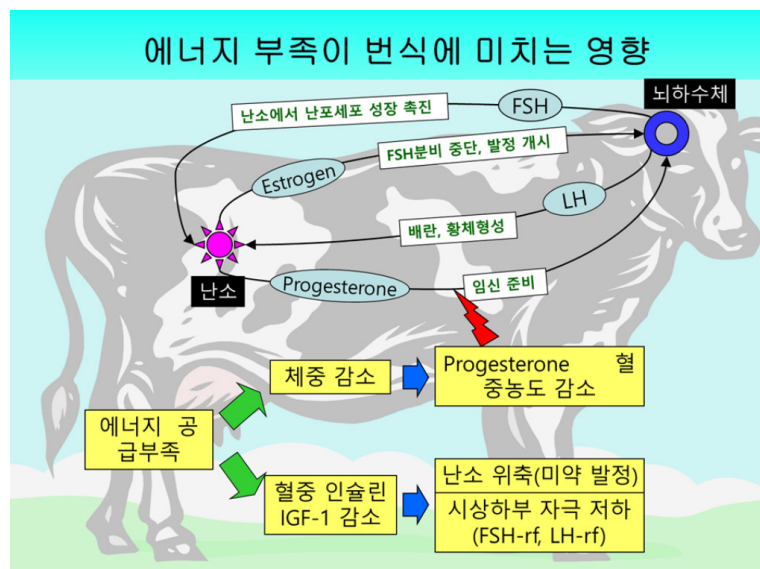 에너지 부족이 번식에 미치는 영향
뇌하수체
FSH
난소에서 난포세포 성장 촉진
FSH분비 중단, 발정 개시
Estrogen
LH
배란, 황체형성
난소
Progesterone
임신 준비
체중 감소
Progesterone 혈
중농도 감소
에너지 공
급부족
혈중 인슐린
IGF-1 감소
난소 위축(미약 발정)
시상하부 자극 저하
(FSH-rf, LH-rf)